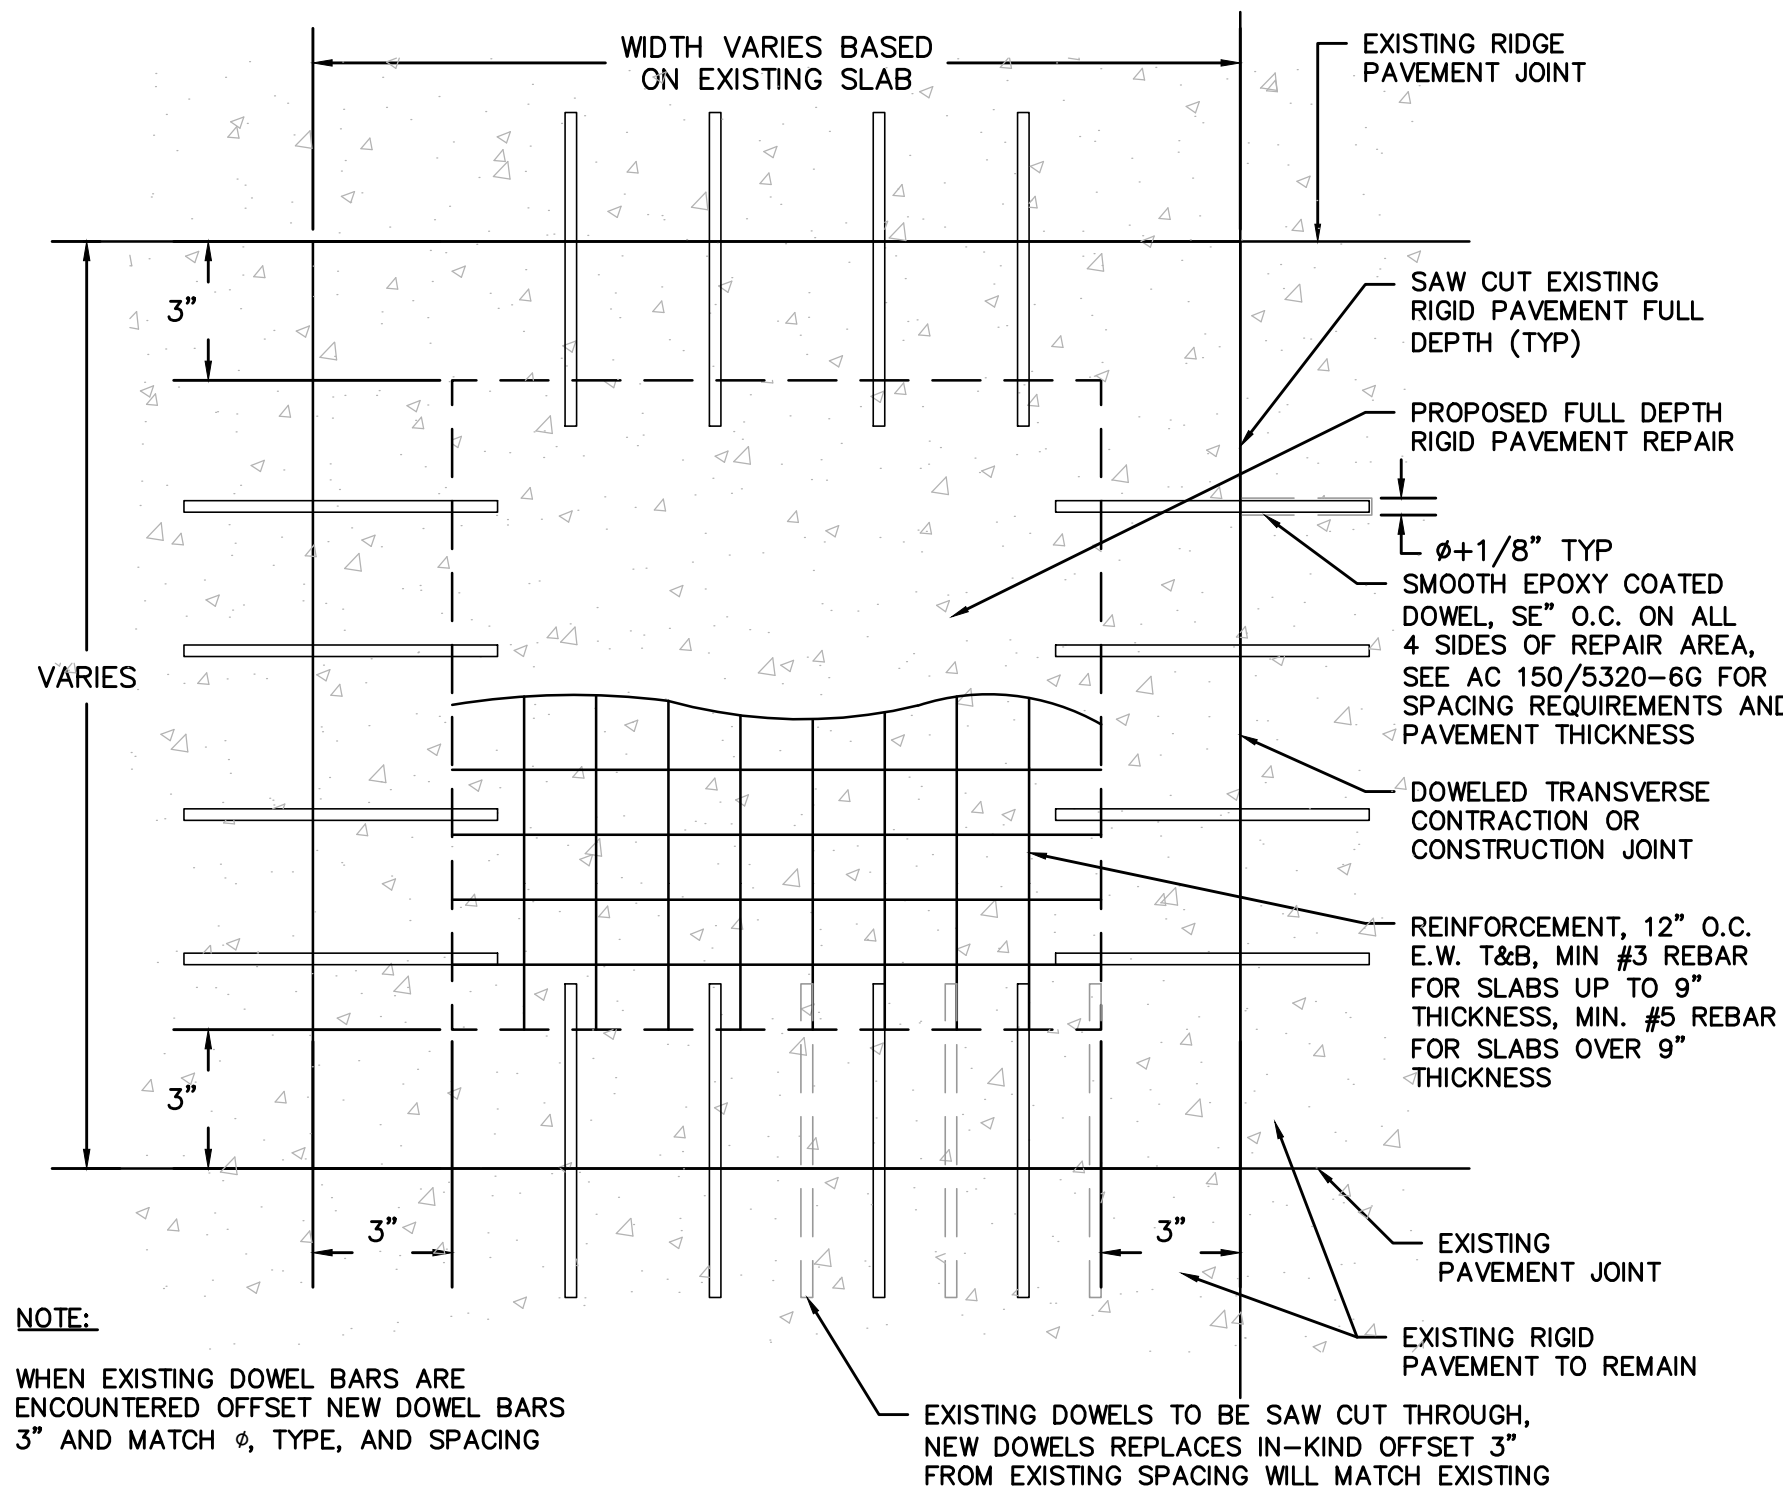 WIDTH VARIES BASED
ON EXISTING SLAB
EXISTING RIDGE
PAVEMENT JOINT
3"
SAW CUT EXISTING
RIGID PAVEMENT FULL
DEPTH (TYP)
PROPOSED FULL DEPTH
RIGID PAVEMENT REPAIR
ø+1/8" TYP
SMOOTH EPOXY COATED
DOWEL, SE" O.C. ON ALL
4 SIDES OF REPAIR AREA,
SEE AC 150/5320-6G FOR
SPACING REQUIREMENTS AND
PAVEMENT THICKNESS
VARIES
DOWELED TRANSVERSE
CONTRACTION OR
CONSTRUCTION JOINT
REINFORCEMENT, 12" O.C.
E.W. T&B, MIN #3 REBAR
FOR SLABS UP TO 9"
THICKNESS, MIN. #5 REBAR
FOR SLABS OVER 9"
THICKNESS
3"
3"
3"
EXISTING
PAVEMENT JOINT
EXISTING RIGID
PAVEMENT TO REMAIN
NOTE:
WHEN EXISTING DOWEL BARS ARE
ENCOUNTERED OFFSET NEW DOWEL BARS
3" AND MATCH ø, TYPE, AND SPACING
EXISTING DOWELS TO BE SAW CUT THROUGH,
NEW DOWELS REPLACES IN-KIND OFFSET 3"
FROM EXISTING SPACING WILL MATCH EXISTING